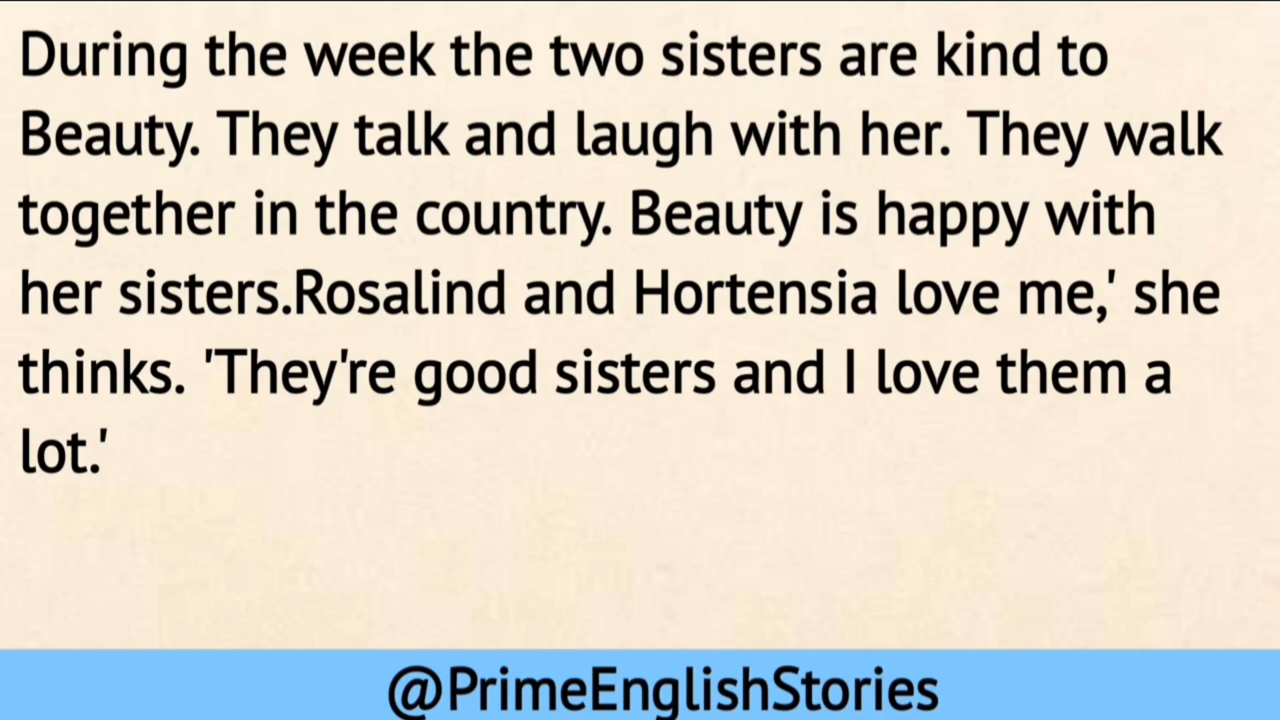 During the week the two sisters are kind to
Beauty. They talk and laugh with her. They walk
together in the country. Beauty is happy with
her sisters.Rosalind and Hortensia love me,' she
thinks. 'They're good sisters and I love them a
lot.'
@PrimeEnglishStories